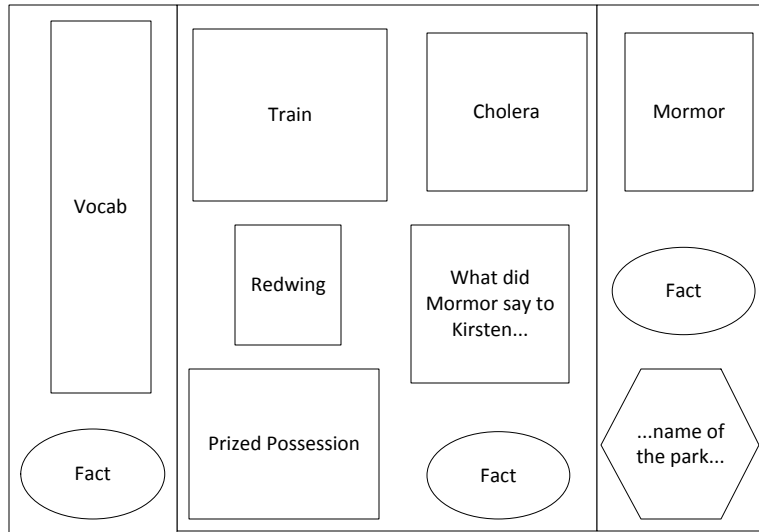 Vocab
Fact
Train
Cholera
Redwing
What did
Mormor say to
Kirsten...
Prized Possession
Fact
Mormor
Fact
...name of
the park...